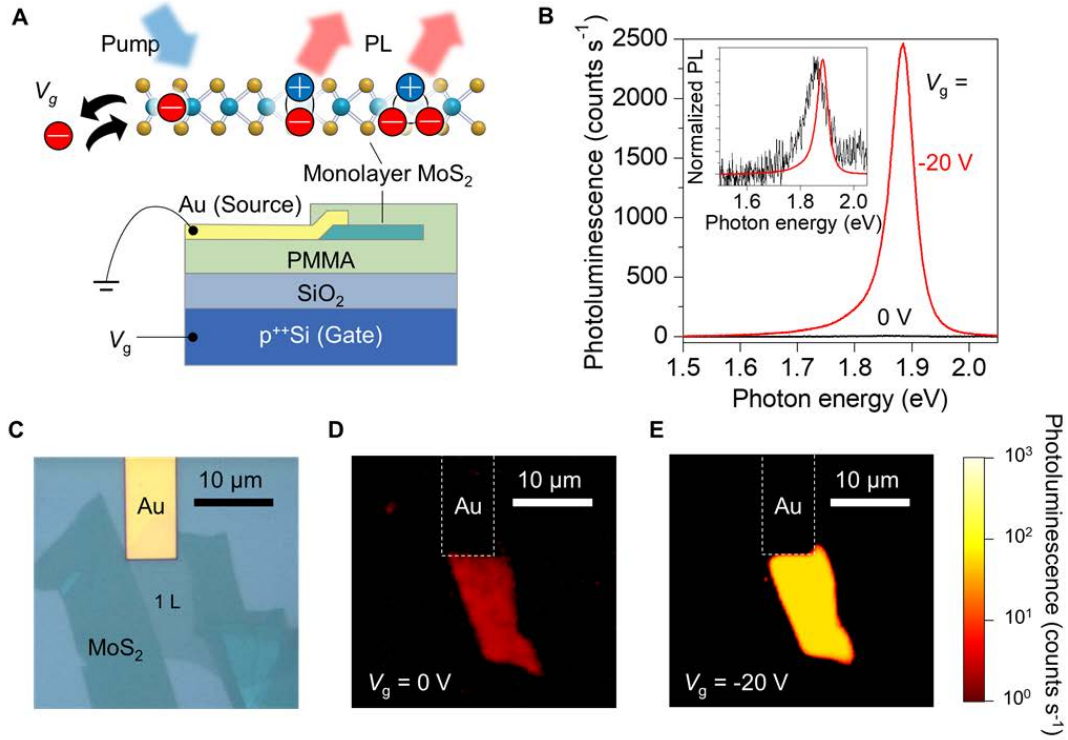 A
Pump
PL
V_g
Monolayer MoS₂
Au (Source)
PMMA
SiO₂
p⁺⁺Si (Gate)
V_g
B
Photoluminescence (counts s⁻¹)
2500
2000
1500
1000
500
0
1.5 1.6 1.7 1.8 1.9 2.0
Photon energy (eV)
V_g =
-20 V
0 V
Normalized PL
1.8 1.9 2.0
Photon energy (eV)
C
Au
10 µm
1 L
MoS₂
D
Au
10 µm
V_g = 0 V
E
Au
10 µm
V_g = -20 V
10³
10²
10¹
10⁰
Photoluminescence (counts s⁻¹)